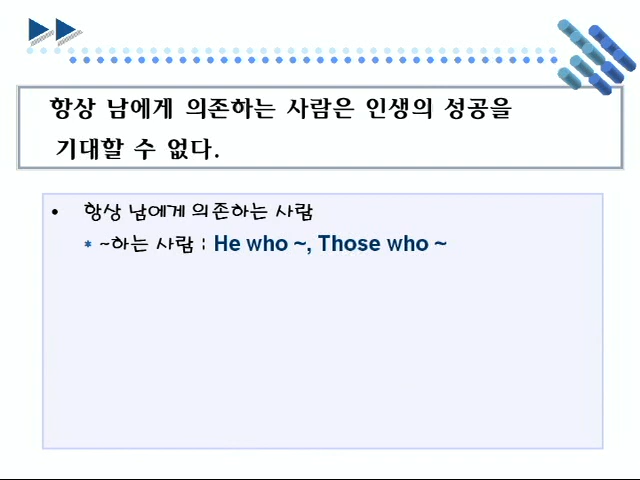 항상 남에게 의존하는 사람은 인생의 성공을
기대할 수 없다.
• 항상 남에게 의존하는 사람
* ~하는 사람 : He who ~, Those who ~